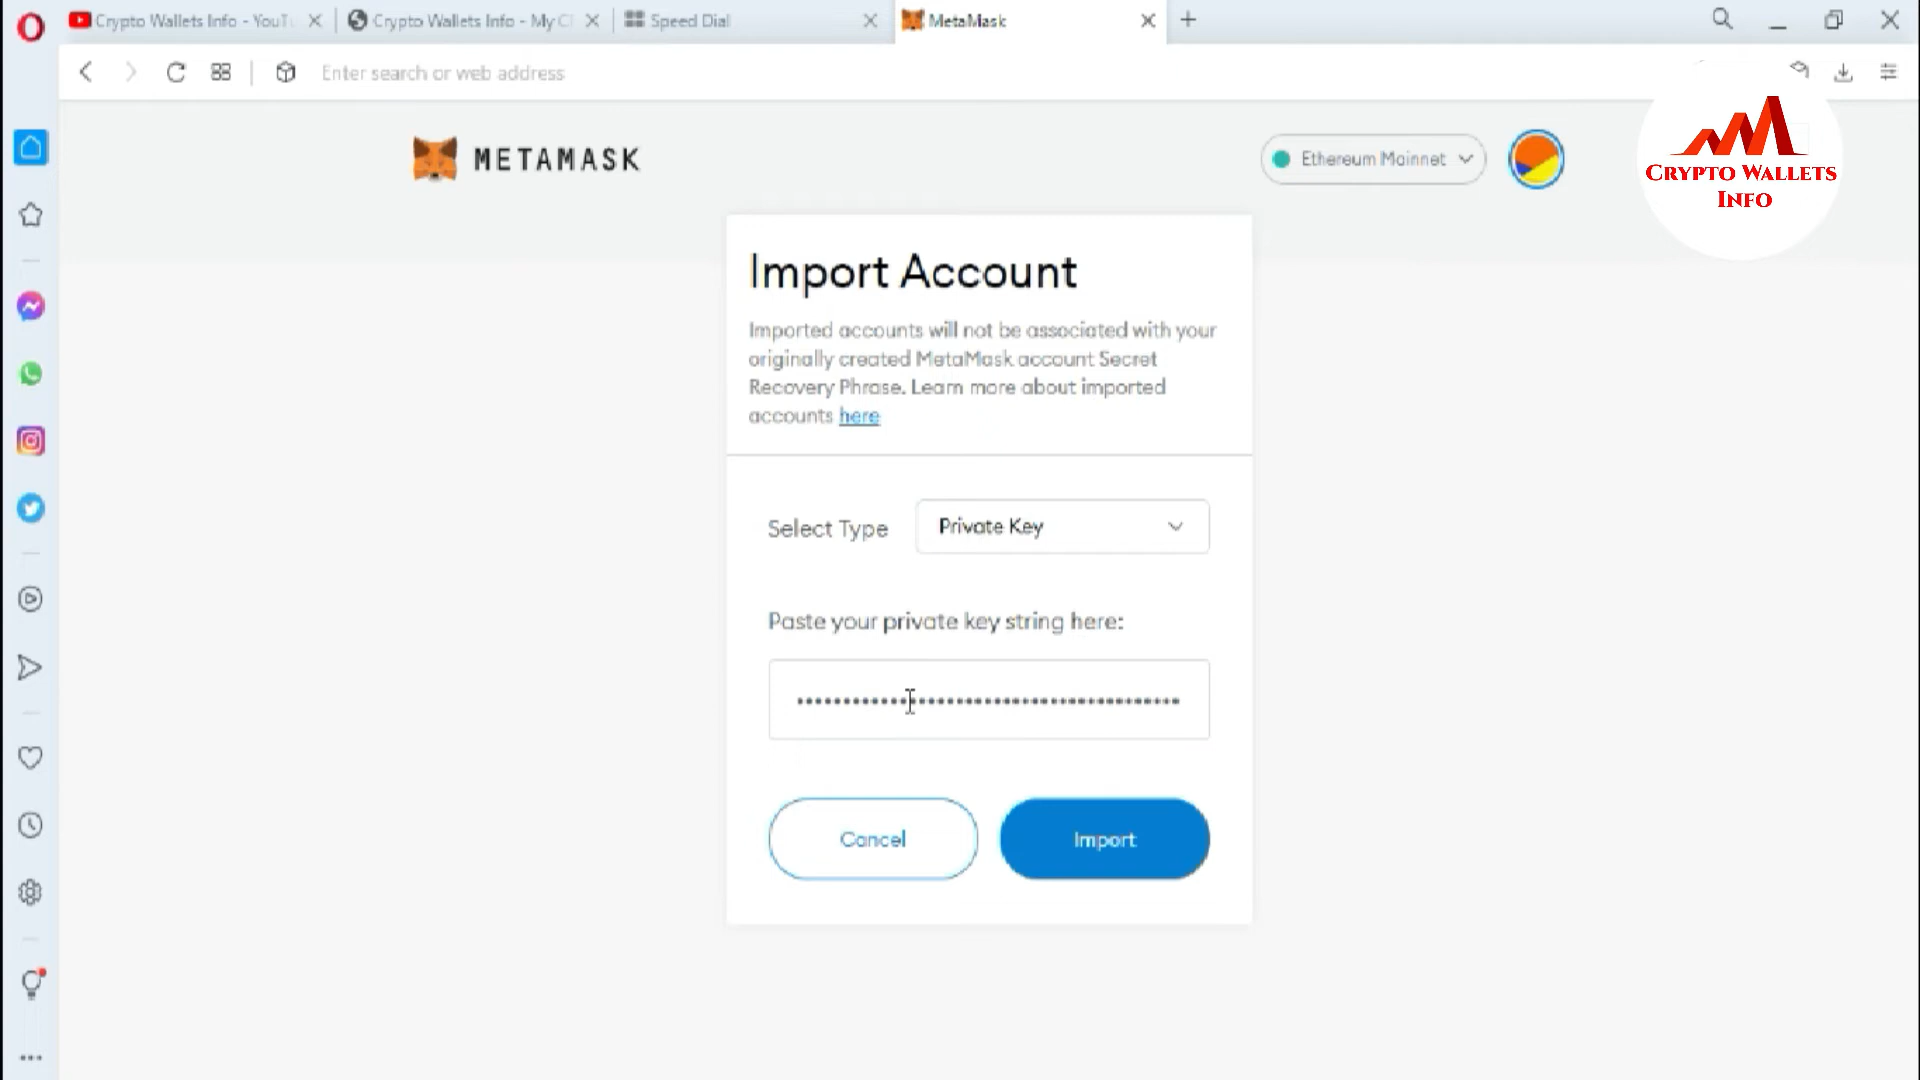 Crypto Wallets Info - YouT
Crypto Wallets Info - My C
Speed Dial
MetaMask
Enter search or web address
METAMASK
Ethereum Mainnet
CRYPTO WALLETS
INFO
Import Account
Imported accounts will not be associated with your
originally created MetaMask account Secret
Recovery Phrase. Learn more about imported
accounts here
Select Type
Private Key
Paste your private key string here:
Cancel
Import